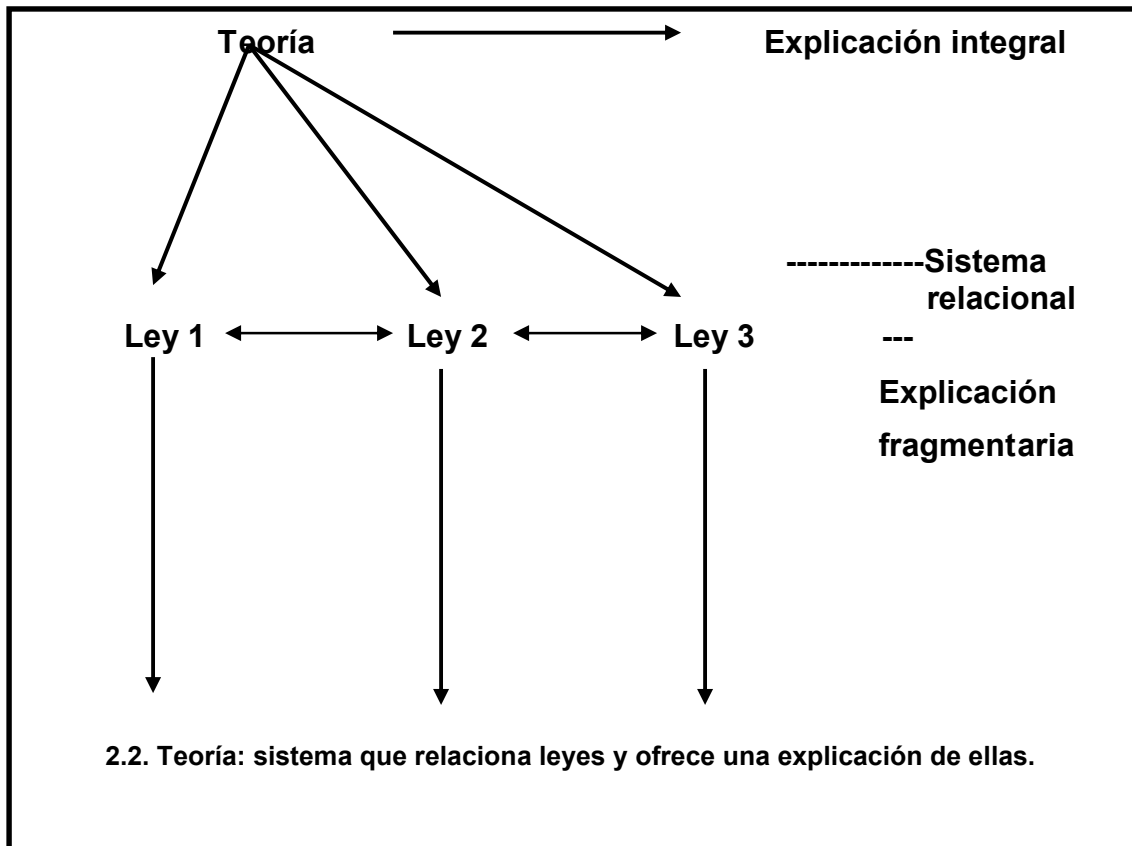 Teoría Explicación integral
-------------Sistema
relacional
Ley 1 Ley 2 Ley 3 ---
Explicación
fragmentaria
2.2. Teoría: sistema que relaciona leyes y ofrece una explicación de ellas.